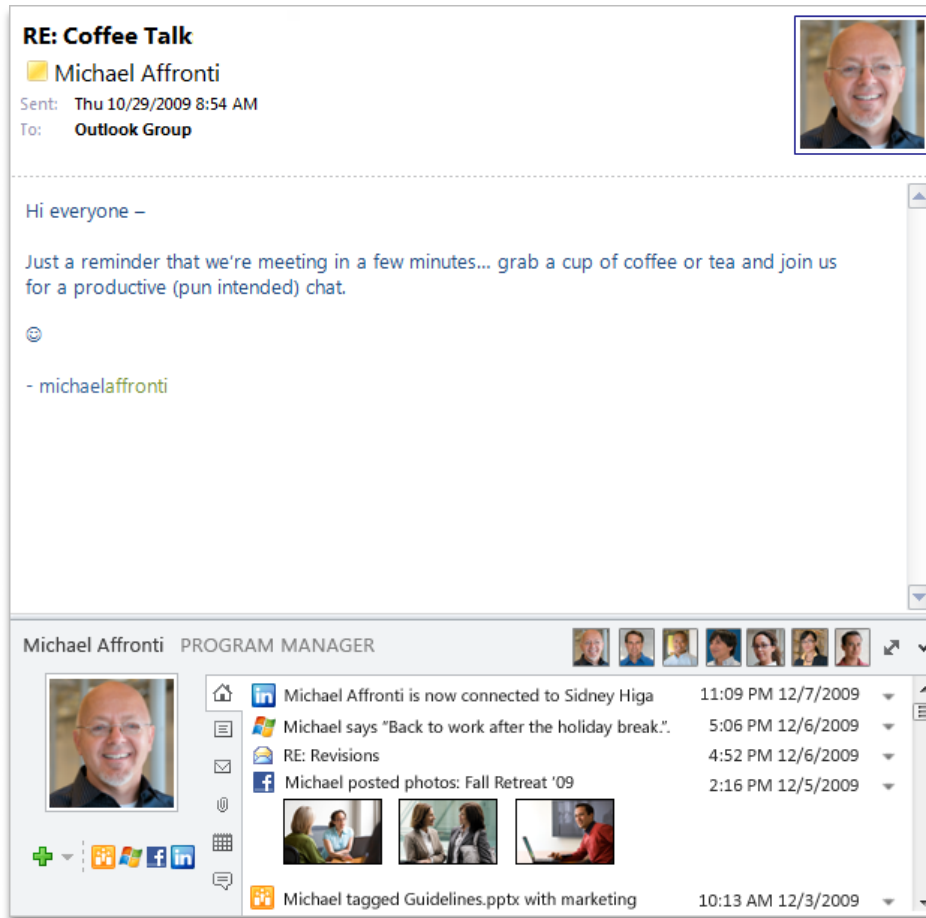 RE: Coffee Talk
Michael Affronti
Sent: Thu 10/29/2009 8:54 AM
To: Outlook Group
Hi everyone –
Just a reminder that we're meeting in a few minutes... grab a cup of coffee or tea and join us
for a productive (pun intended) chat.
☺
- michaelaffronti
Michael Affronti PROGRAM MANAGER
in Michael Affronti is now connected to Sidney Higa 11:09 PM 12/7/2009
Michael says “Back to work after the holiday break.”. 5:06 PM 12/6/2009
RE: Revisions 4:52 PM 12/6/2009
f Michael posted photos: Fall Retreat '09 2:16 PM 12/5/2009
f in
Michael tagged Guidelines.pptx with marketing 10:13 AM 12/3/2009